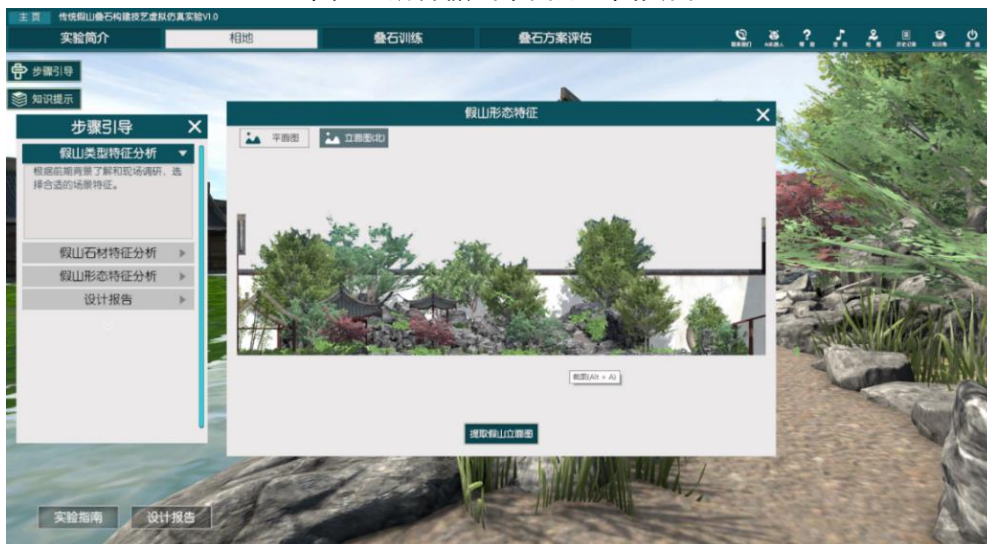 主页 传统假山叠石构建技艺虚拟仿真实验V1.0
实验简介 相地 叠石训练 叠石方案评估
步骤引导
知识提示
步骤引导
假山类型特征分析
根据前期背景了解和现场调研，选
择合适的场景特征。
假山石材特征分析
假山形态特征分析
设计报告
假山形态特征
平面图 立面图(北)
截图(Alt + A)
提取假山立面图
实验指南 设计报告